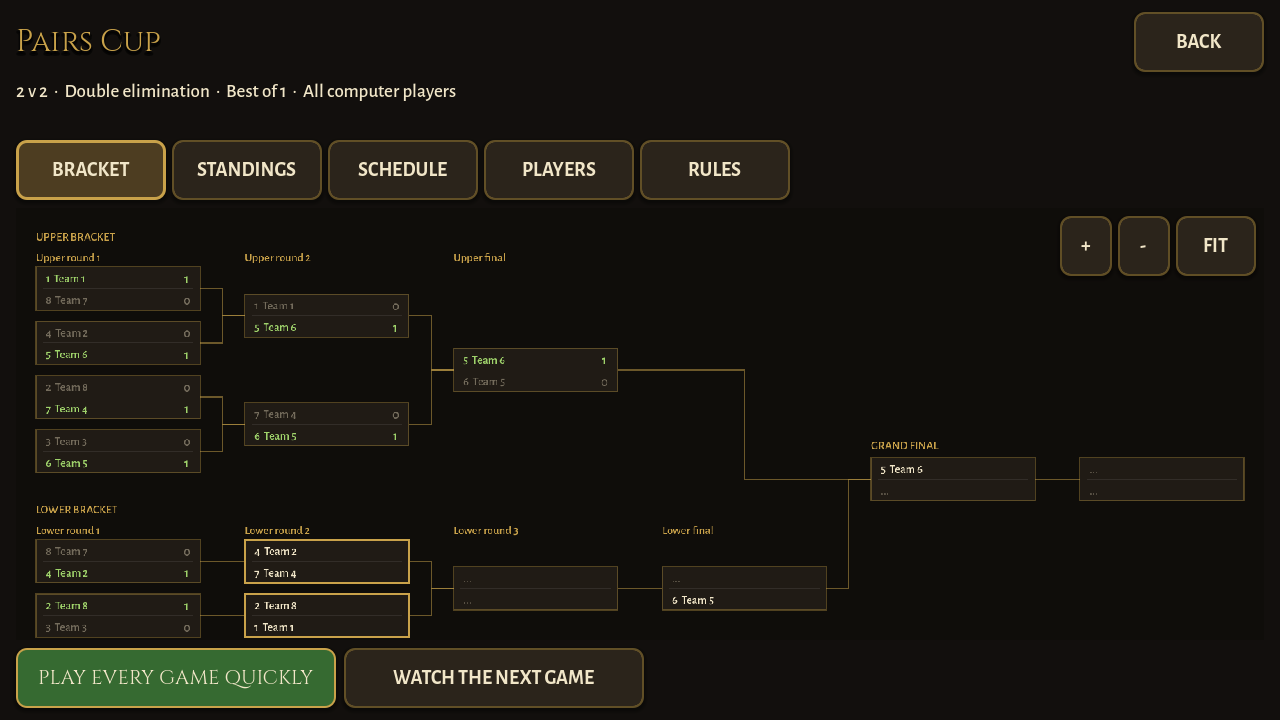 Pairs Cup
BACK
2 v 2 · Double elimination · Best of 1 · All computer players
BRACKET
STANDINGS
SCHEDULE
PLAYERS
RULES
+
-
FIT
UPPER BRACKET
Upper round 1
1 Team 1 1
8 Team 7 0
4 Team 2 0
5 Team 6 1
2 Team 8 0
7 Team 4 1
3 Team 3 0
6 Team 5 1
Upper round 2
1 Team 1 0
5 Team 6 1
7 Team 4 0
6 Team 5 1
Upper final
5 Team 6 1
6 Team 5 0
GRAND FINAL
5 Team 6
...
...
...
LOWER BRACKET
Lower round 1
8 Team 7 0
4 Team 2 1
2 Team 8 1
3 Team 3 0
Lower round 2
4 Team 2
7 Team 4
2 Team 8
1 Team 1
Lower round 3
...
...
Lower final
...
6 Team 5
PLAY EVERY GAME QUICKLY
WATCH THE NEXT GAME